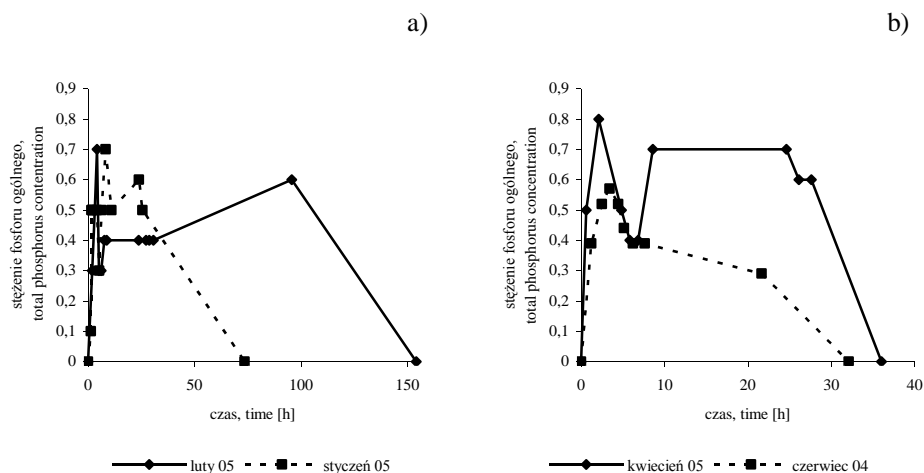 a)
0,9
0,8
0,7
0,6
0,5
0,4
0,3
0,2
0,1
0
0 50 100 150
stężenie fosforu ogólnego,
total phosphorus contentration
czas, time [h]
luty 05 styczeń 05
b)
0,9
0,8
0,7
0,6
0,5
0,4
0,3
0,2
0,1
0
0 10 20 30 40
stężenie fosforu ogólnego,
total phosphorus concentration
czas, time [h]
kwiecień 05 czerwiec 04